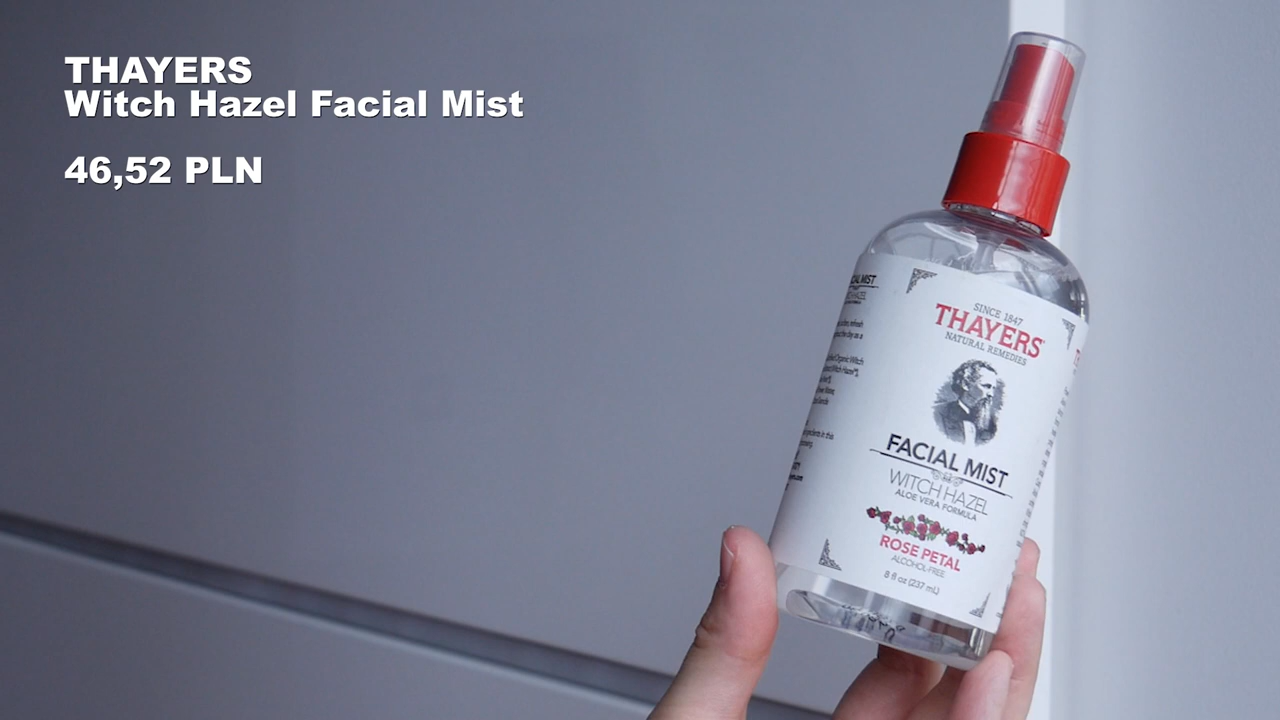 THAYERS
Witch Hazel Facial Mist
46,52 PLN
SINCE 1847
THAYERS
NATURAL REMEDIES
FACIAL MIST
WITCH HAZEL
ALOE VERA FORMULA
ROSE PETAL
ALCOHOL-FREE
8 fl oz (237 mL)